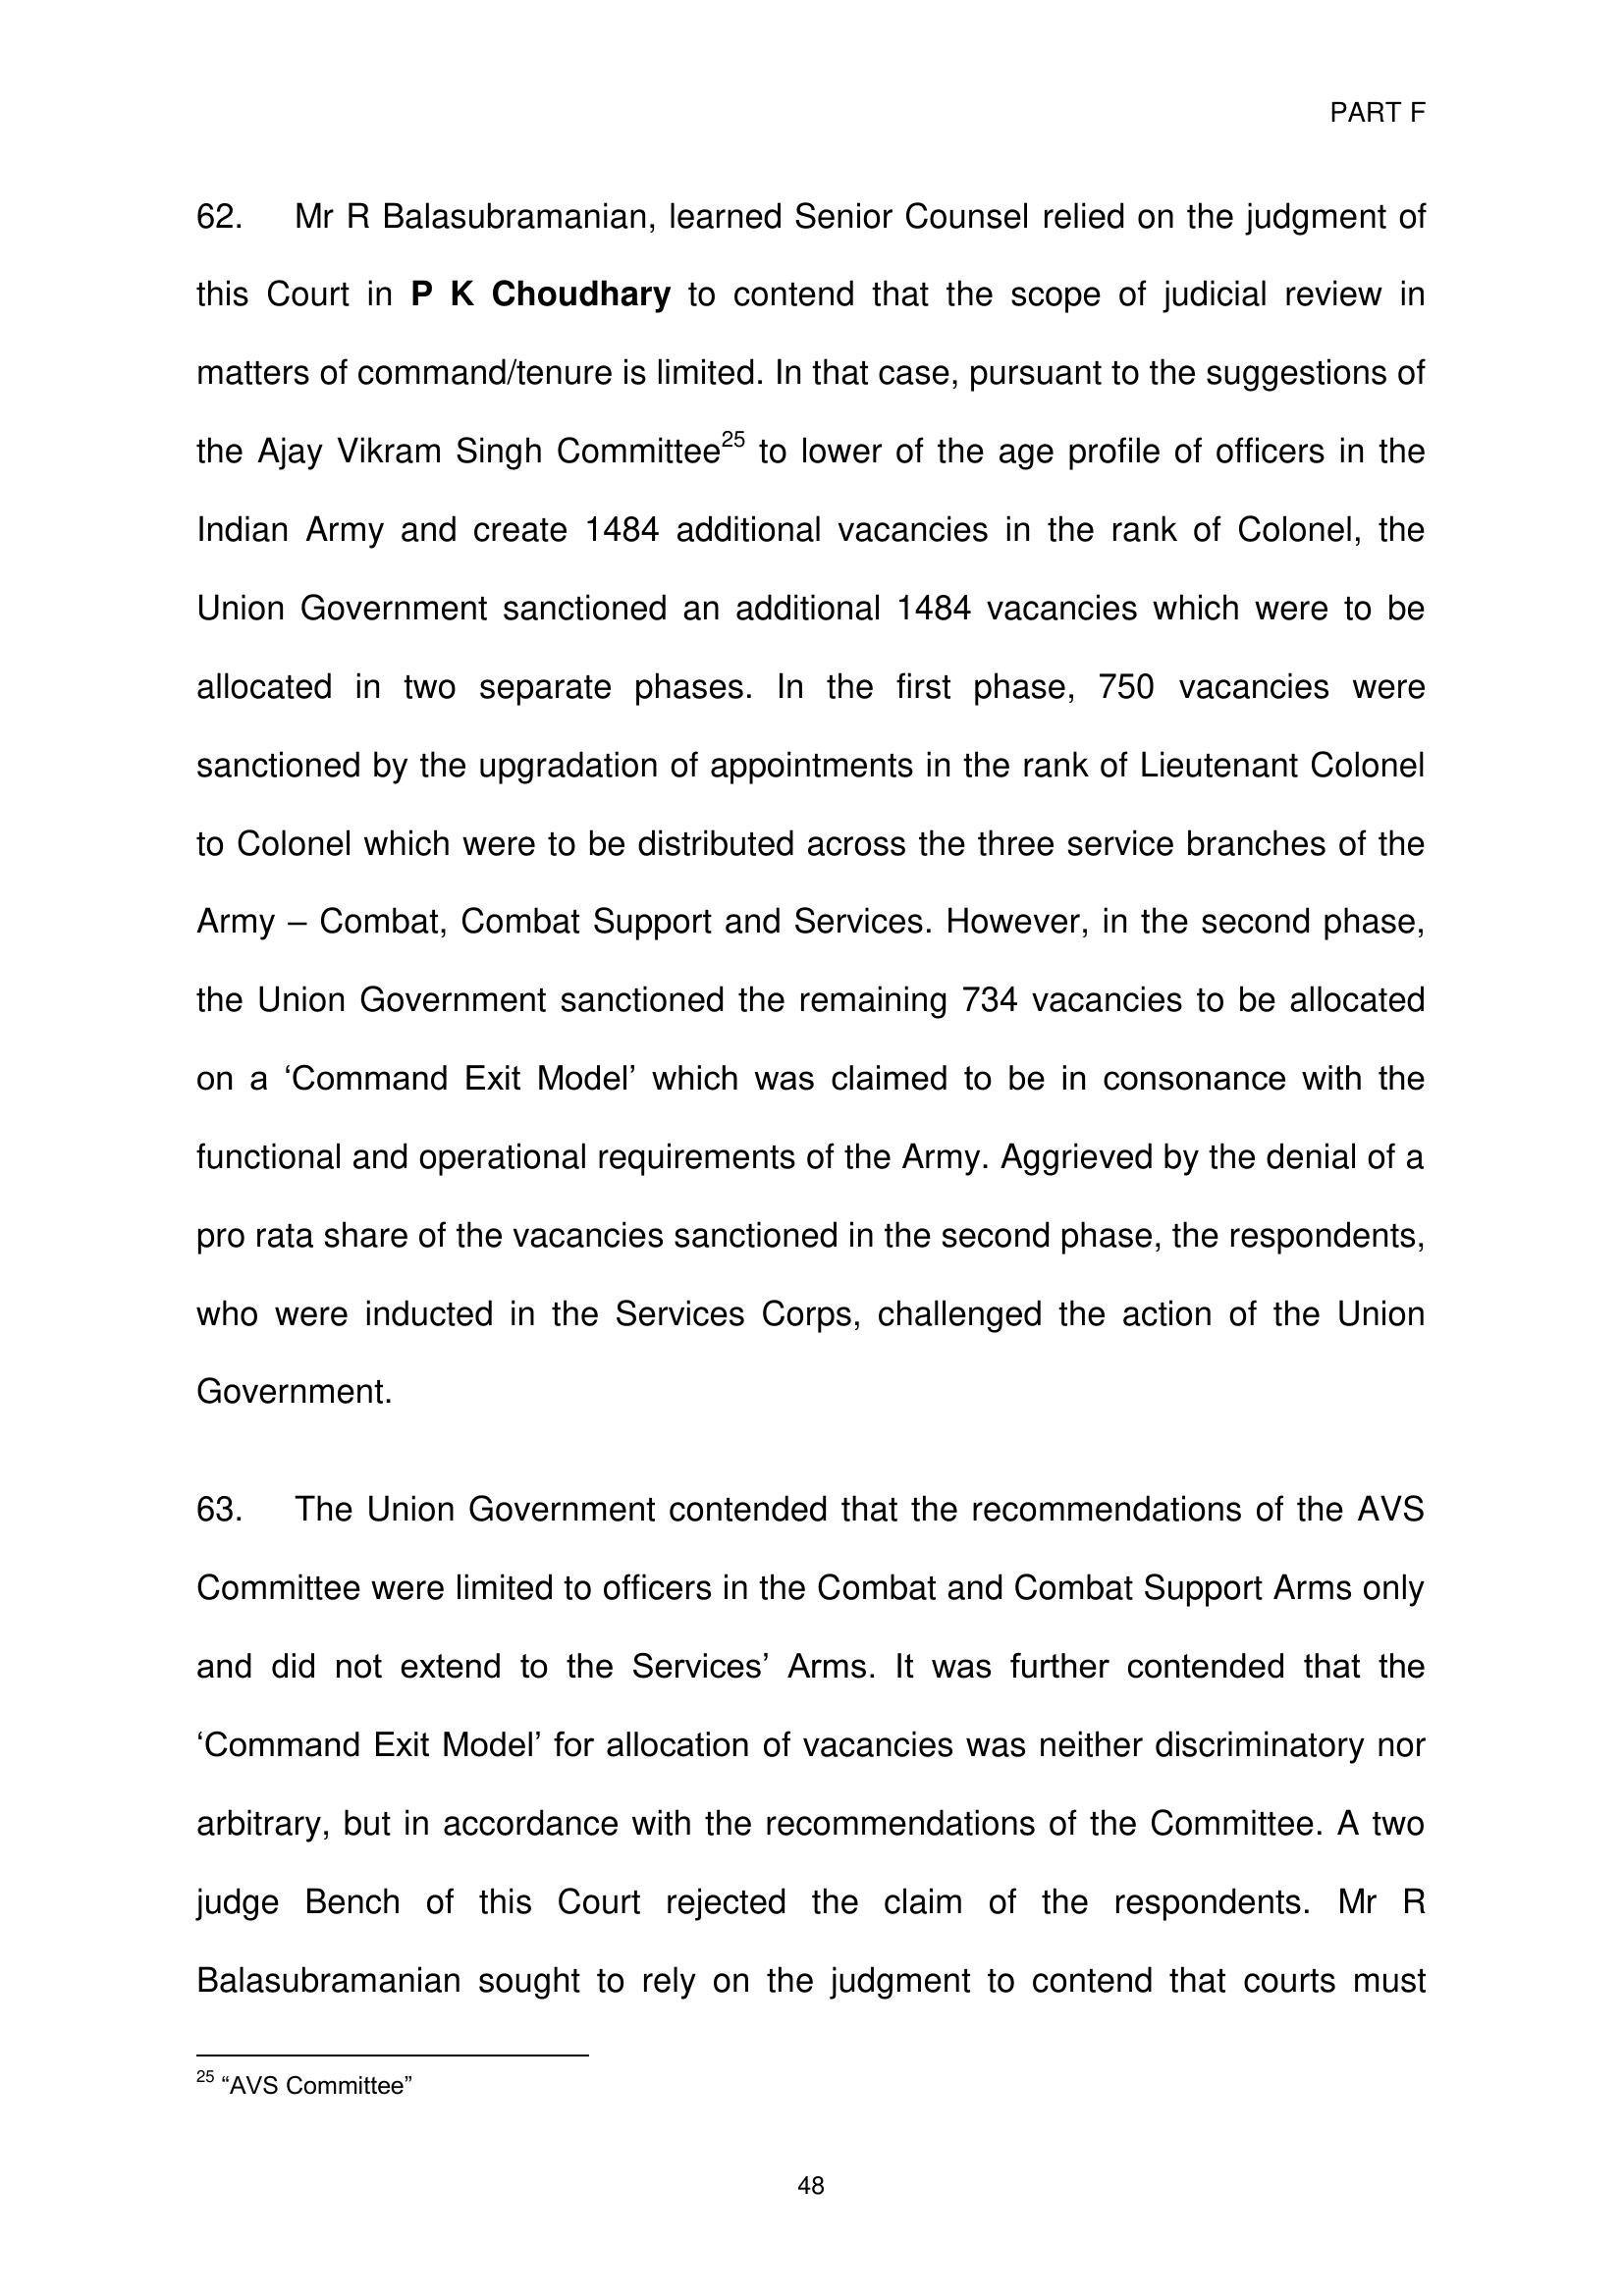 PART F
62. Mr R Balasubramanian, learned Senior Counsel relied on the judgment of
this Court in P K Choudhary to contend that the scope of judicial review in
matters of command/tenure is limited. In that case, pursuant to the suggestions of
the Ajay Vikram Singh Committee25 to lower of the age profile of officers in the
Indian Army and create 1484 additional vacancies in the rank of Colonel, the
Union Government sanctioned an additional 1484 vacancies which were to be
allocated in two separate phases. In the first phase, 750 vacancies were
sanctioned by the upgradation of appointments in the rank of Lieutenant Colonel
to Colonel which were to be distributed across the three service branches of the
Army – Combat, Combat Support and Services. However, in the second phase,
the Union Government sanctioned the remaining 734 vacancies to be allocated
on a ‘Command Exit Model’ which was claimed to be in consonance with the
functional and operational requirements of the Army. Aggrieved by the denial of a
pro rata share of the vacancies sanctioned in the second phase, the respondents,
who were inducted in the Services Corps, challenged the action of the Union
Government.
63. The Union Government contended that the recommendations of the AVS
Committee were limited to officers in the Combat and Combat Support Arms only
and did not extend to the Services’ Arms. It was further contended that the
‘Command Exit Model’ for allocation of vacancies was neither discriminatory nor
arbitrary, but in accordance with the recommendations of the Committee. A two
judge Bench of this Court rejected the claim of the respondents. Mr R
Balasubramanian sought to rely on the judgment to contend that courts must
25 “AVS Committee”
48